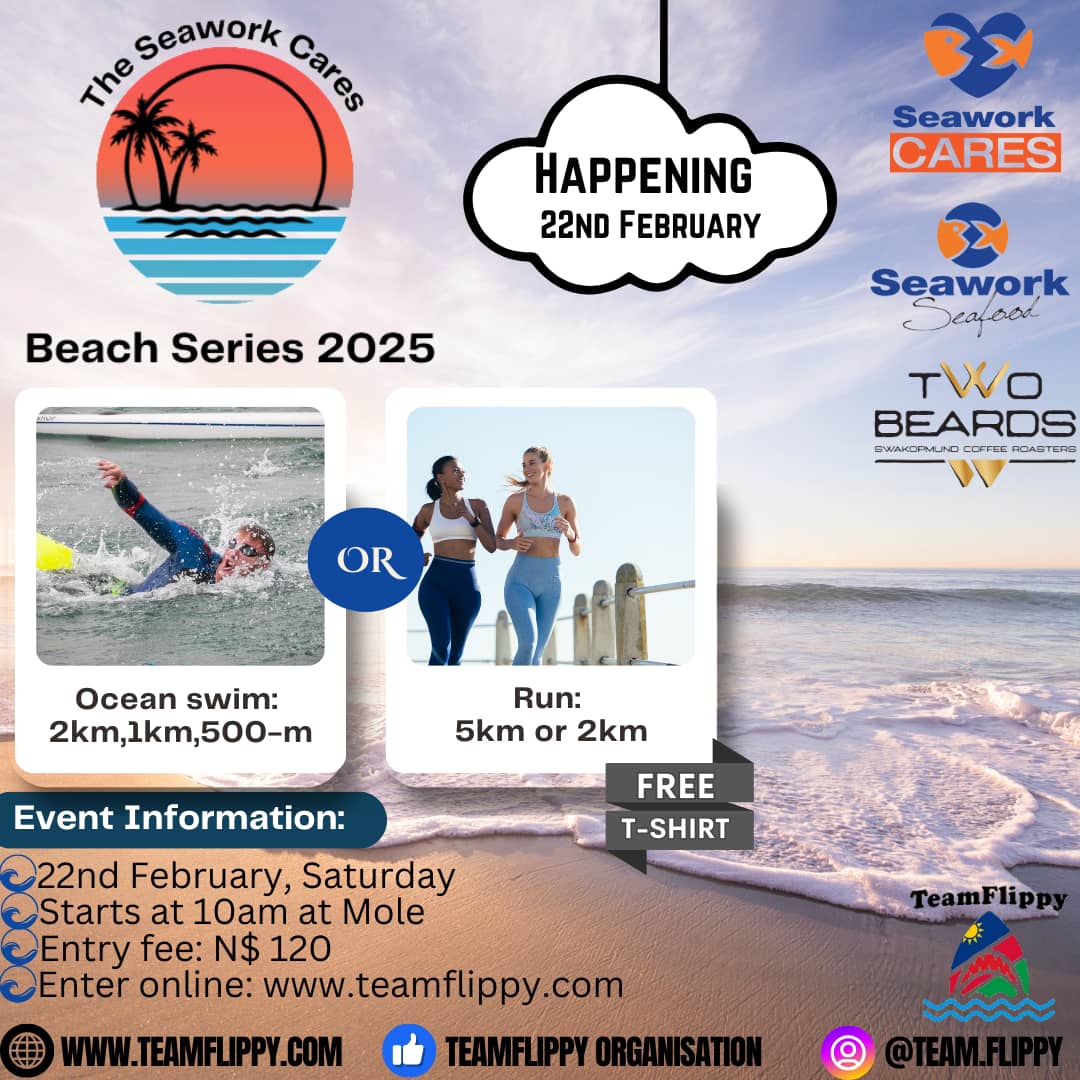 The Seawork Cares
Beach Series 2025
HAPPENING
22ND FEBRUARY
Seawork
CARES
Seawork
Seafood
TWO
BEARDS
SWAKOPMUND COFFEE ROASTERS
OR
Ocean swim:
2km,1km,500-m
Run:
5km or 2km
FREE
T-SHIRT
Event Information:
22nd February, Saturday
Starts at 10am at Mole
Entry fee: N$ 120
Enter online: www.teamflippy.com
TeamFlippy
WWW.TEAMFLIPPY.COM
TEAMFLIPPY ORGANISATION
@TEAM.FLIPPY